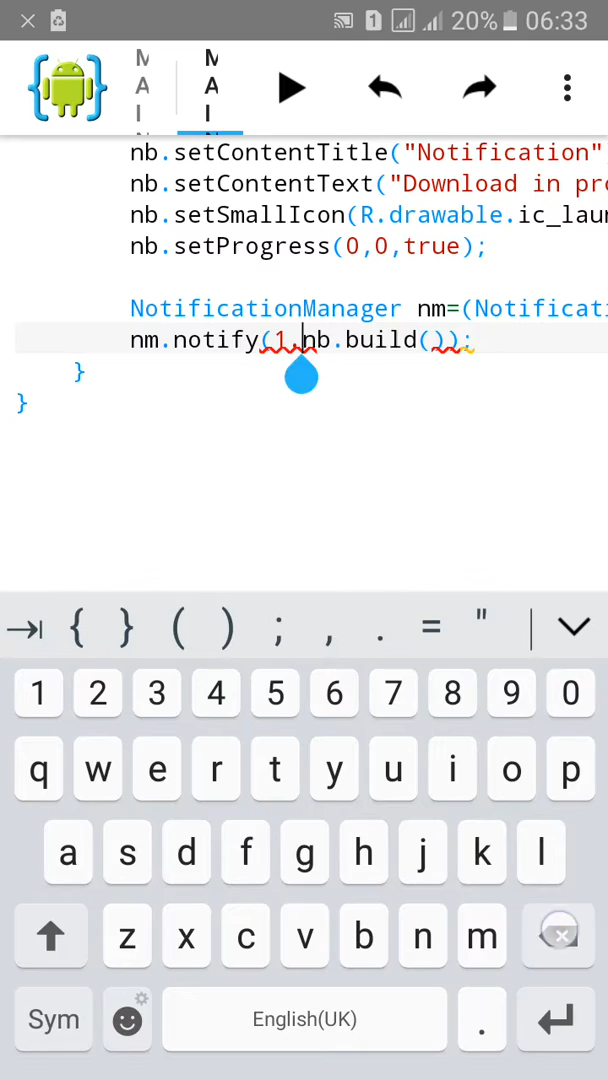 1 20% 06:33
M
A
I
M
A
I
nb.setContentTitle("Notification"
nb.setContentText("Download in pro
nb.setSmallIcon(R.drawable.ic_lau
nb.setProgress(0,0,true);
NotificationManager nm=(Notificati
nm.notify(1,nb.build());
}
}
{ } ( ) ; , . = " |
1 2 3 4 5 6 7 8 9 0
q w e r t y u i o p
a s d f g h j k l
z x c v b n m
Sym English(UK) .